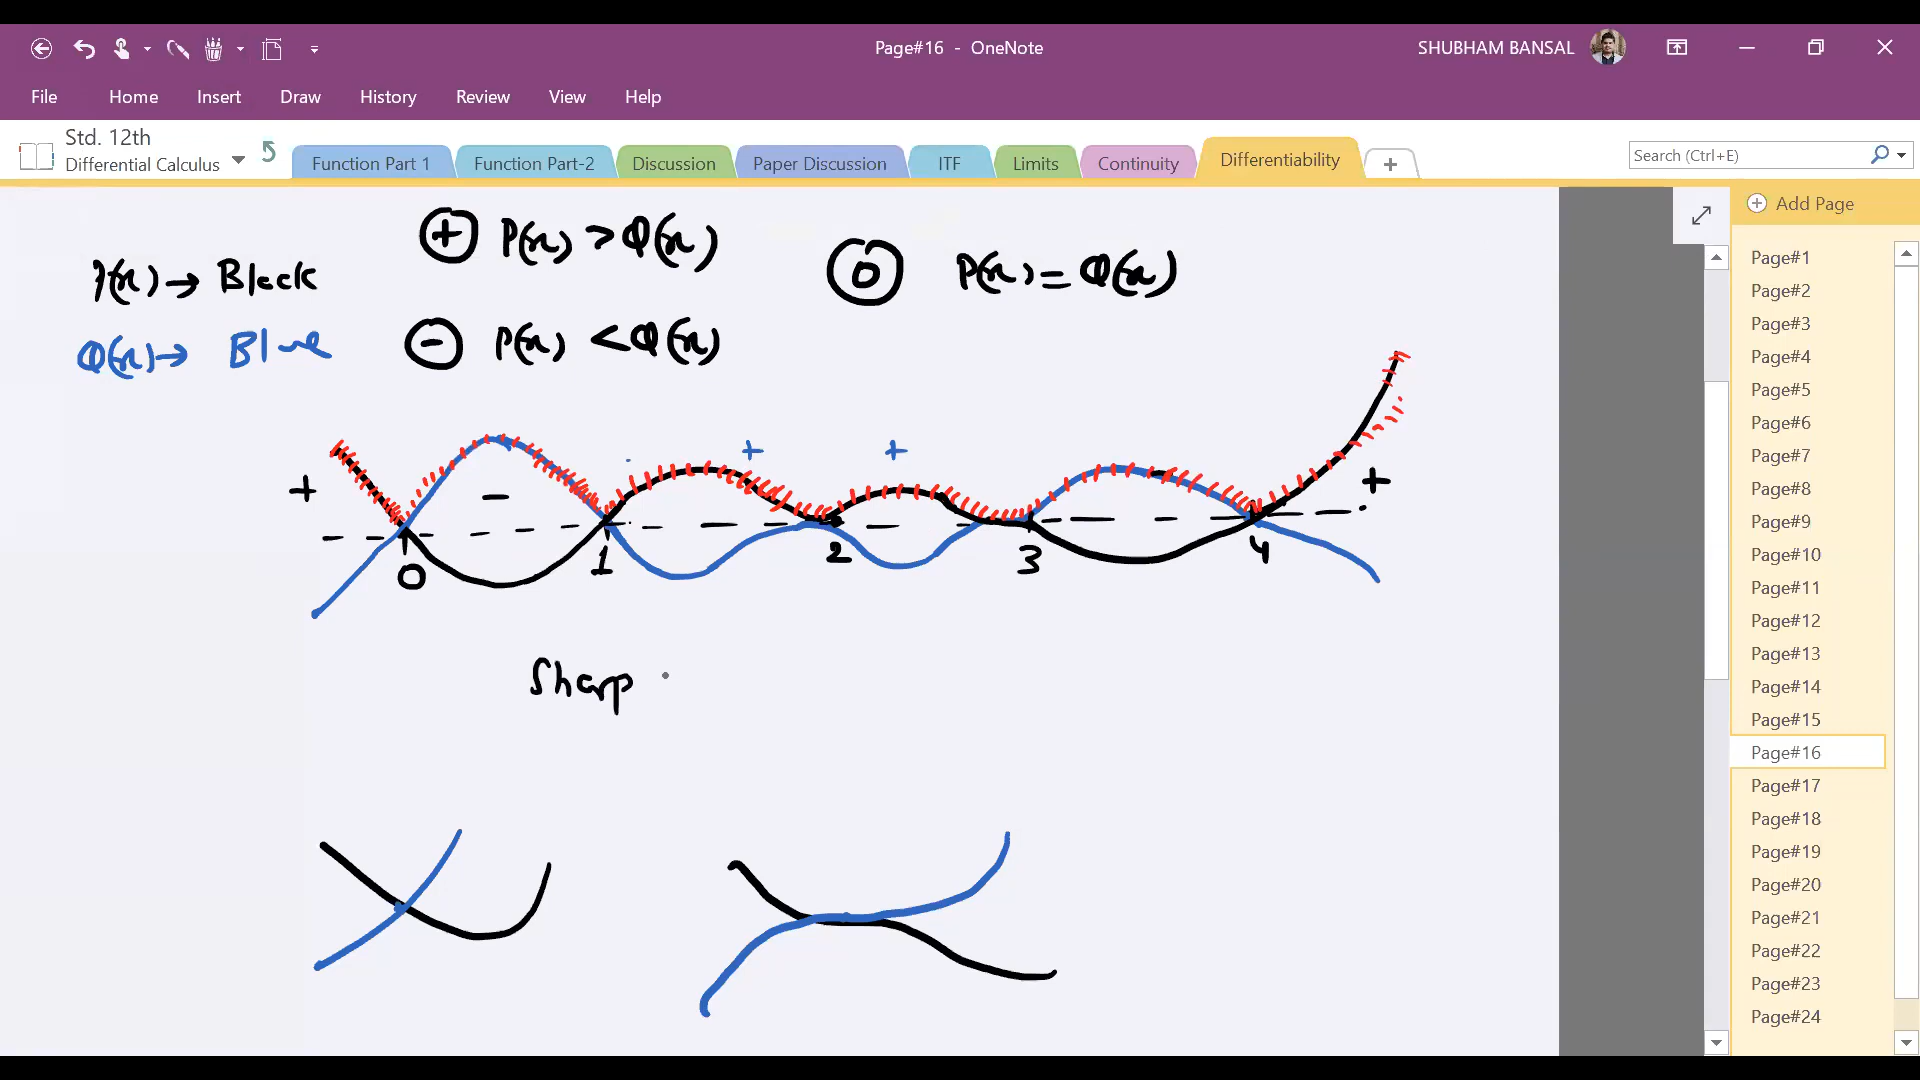 Page#16 - OneNote
SHUBHAM BANSAL
File Home Insert Draw History Review View Help
Std. 12th
Differential Calculus
Function Part 1 Function Part-2 Discussion Paper Discussion ITF Limits Continuity Differentiability +
Search (Ctrl+E)
Add Page
P(x) → Black
Q(x) → Blue
+ P(x) > Q(x)
- P(x) < Q(x)
0 P(x) = Q(x)
+ - + + +
0 1 2 3 4
Sharp
Page#1
Page#2
Page#3
Page#4
Page#5
Page#6
Page#7
Page#8
Page#9
Page#10
Page#11
Page#12
Page#13
Page#14
Page#15
Page#16
Page#17
Page#18
Page#19
Page#20
Page#21
Page#22
Page#23
Page#24